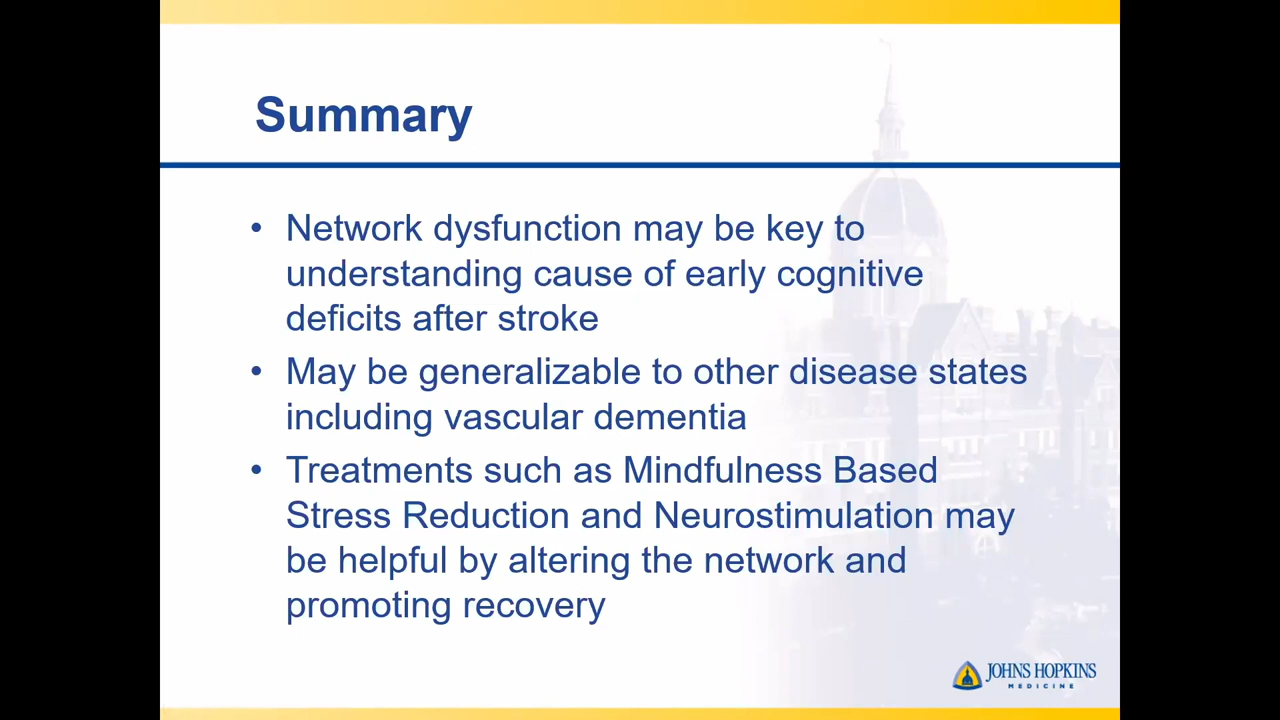 Summary
• Network dysfunction may be key to
understanding cause of early cognitive
deficits after stroke
• May be generalizable to other disease states
including vascular dementia
• Treatments such as Mindfulness Based
Stress Reduction and Neurostimulation may
be helpful by altering the network and
promoting recovery
JOHNS HOPKINS
MEDICINE